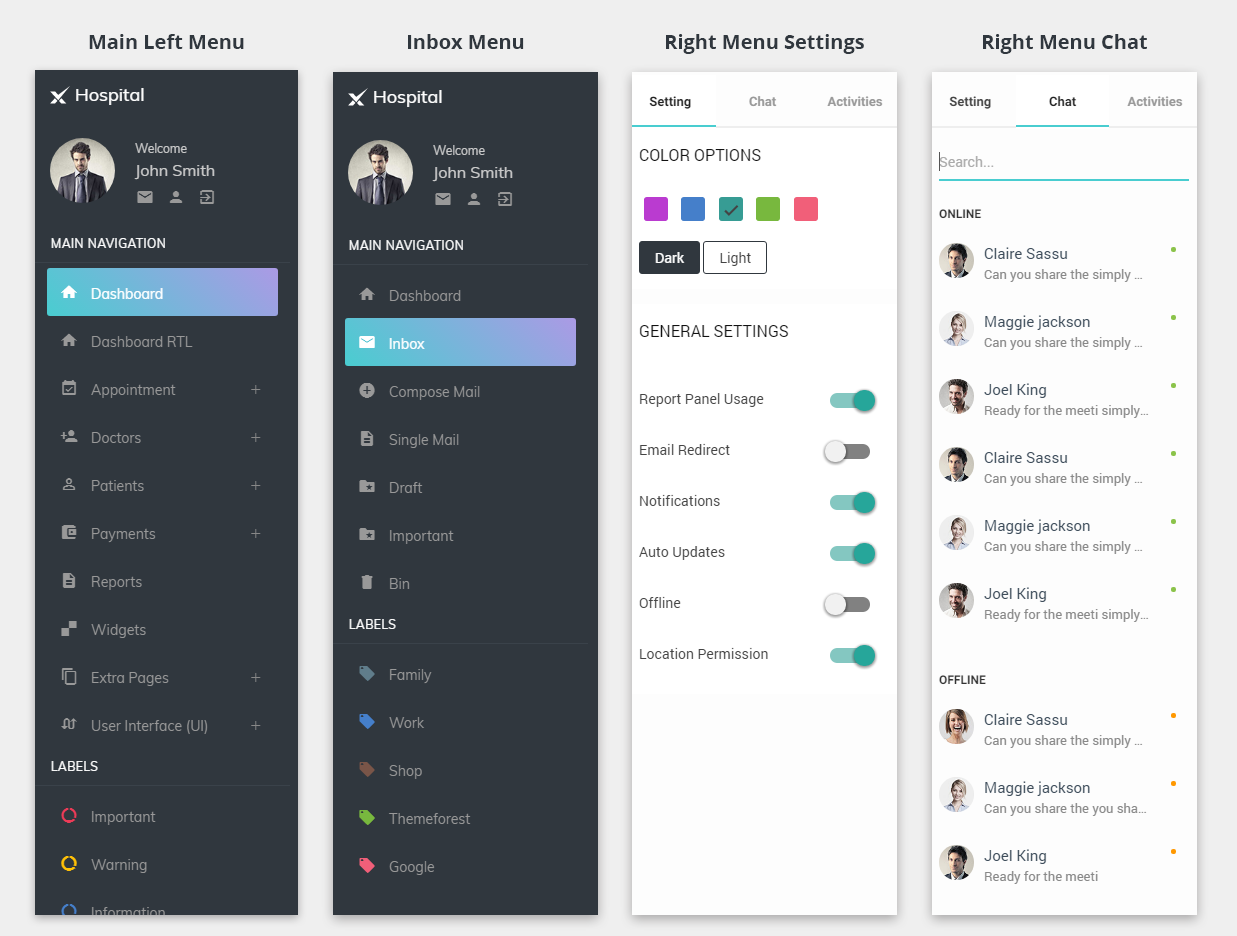 Main Left Menu
Hospital
Welcome
John Smith
MAIN NAVIGATION
Dashboard
Dashboard RTL
Appointment +
Doctors +
Patients +
Payments +
Reports
Widgets
Extra Pages +
User Interface (UI) +
LABELS
Important
Warning
Information
Inbox Menu
Hospital
Welcome
John Smith
MAIN NAVIGATION
Dashboard
Inbox
Compose Mail
Single Mail
Draft
Important
Bin
LABELS
Family
Work
Shop
Themeforest
Google
Right Menu Settings
Setting Chat Activities
COLOR OPTIONS
Dark Light
GENERAL SETTINGS
Report Panel Usage
Email Redirect
Notifications
Auto Updates
Offline
Location Permission
Right Menu Chat
Setting Chat Activities
Search...
ONLINE
Claire Sassu
Can you share the simply ...
Maggie jackson
Can you share the simply ...
Joel King
Ready for the meeti simply...
Claire Sassu
Can you share the simply ...
Maggie jackson
Can you share the simply ...
Joel King
Ready for the meeti simply...
OFFLINE
Claire Sassu
Can you share the simply ...
Maggie jackson
Can you share the you sha...
Joel King
Ready for the meeti